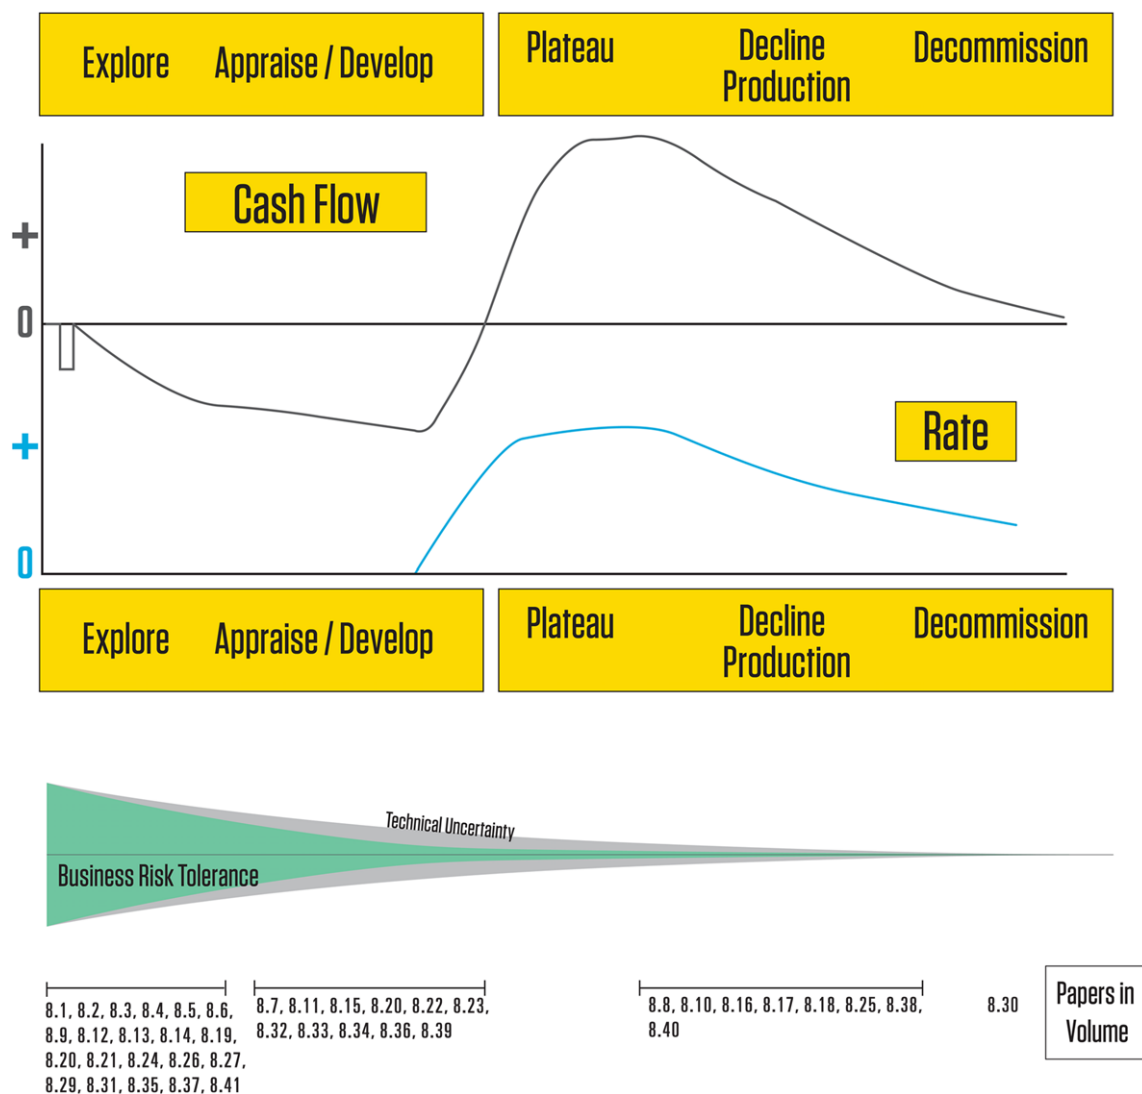 Explore Appraise / Develop
Plateau Decline Decommission
Production
Cash Flow
+
0
+
Rate
0
Explore Appraise / Develop
Plateau Decline Decommission
Production
Technical Uncertainty
Business Risk Tolerance
8.1, 8.2, 8.3, 8.4, 8.5, 8.6,
8.9, 8.12, 8.13, 8.14, 8.19,
8.20, 8.21, 8.24, 8.26, 8.27,
8.29, 8.31, 8.35, 8.37, 8.41
8.7, 8.11, 8.15, 8.20, 8.22, 8.23,
8.32, 8.33, 8.34, 8.36, 8.39
8.8, 8.10, 8.16, 8.17, 8.18, 8.25, 8.38,
8.40
8.30
Papers in
Volume